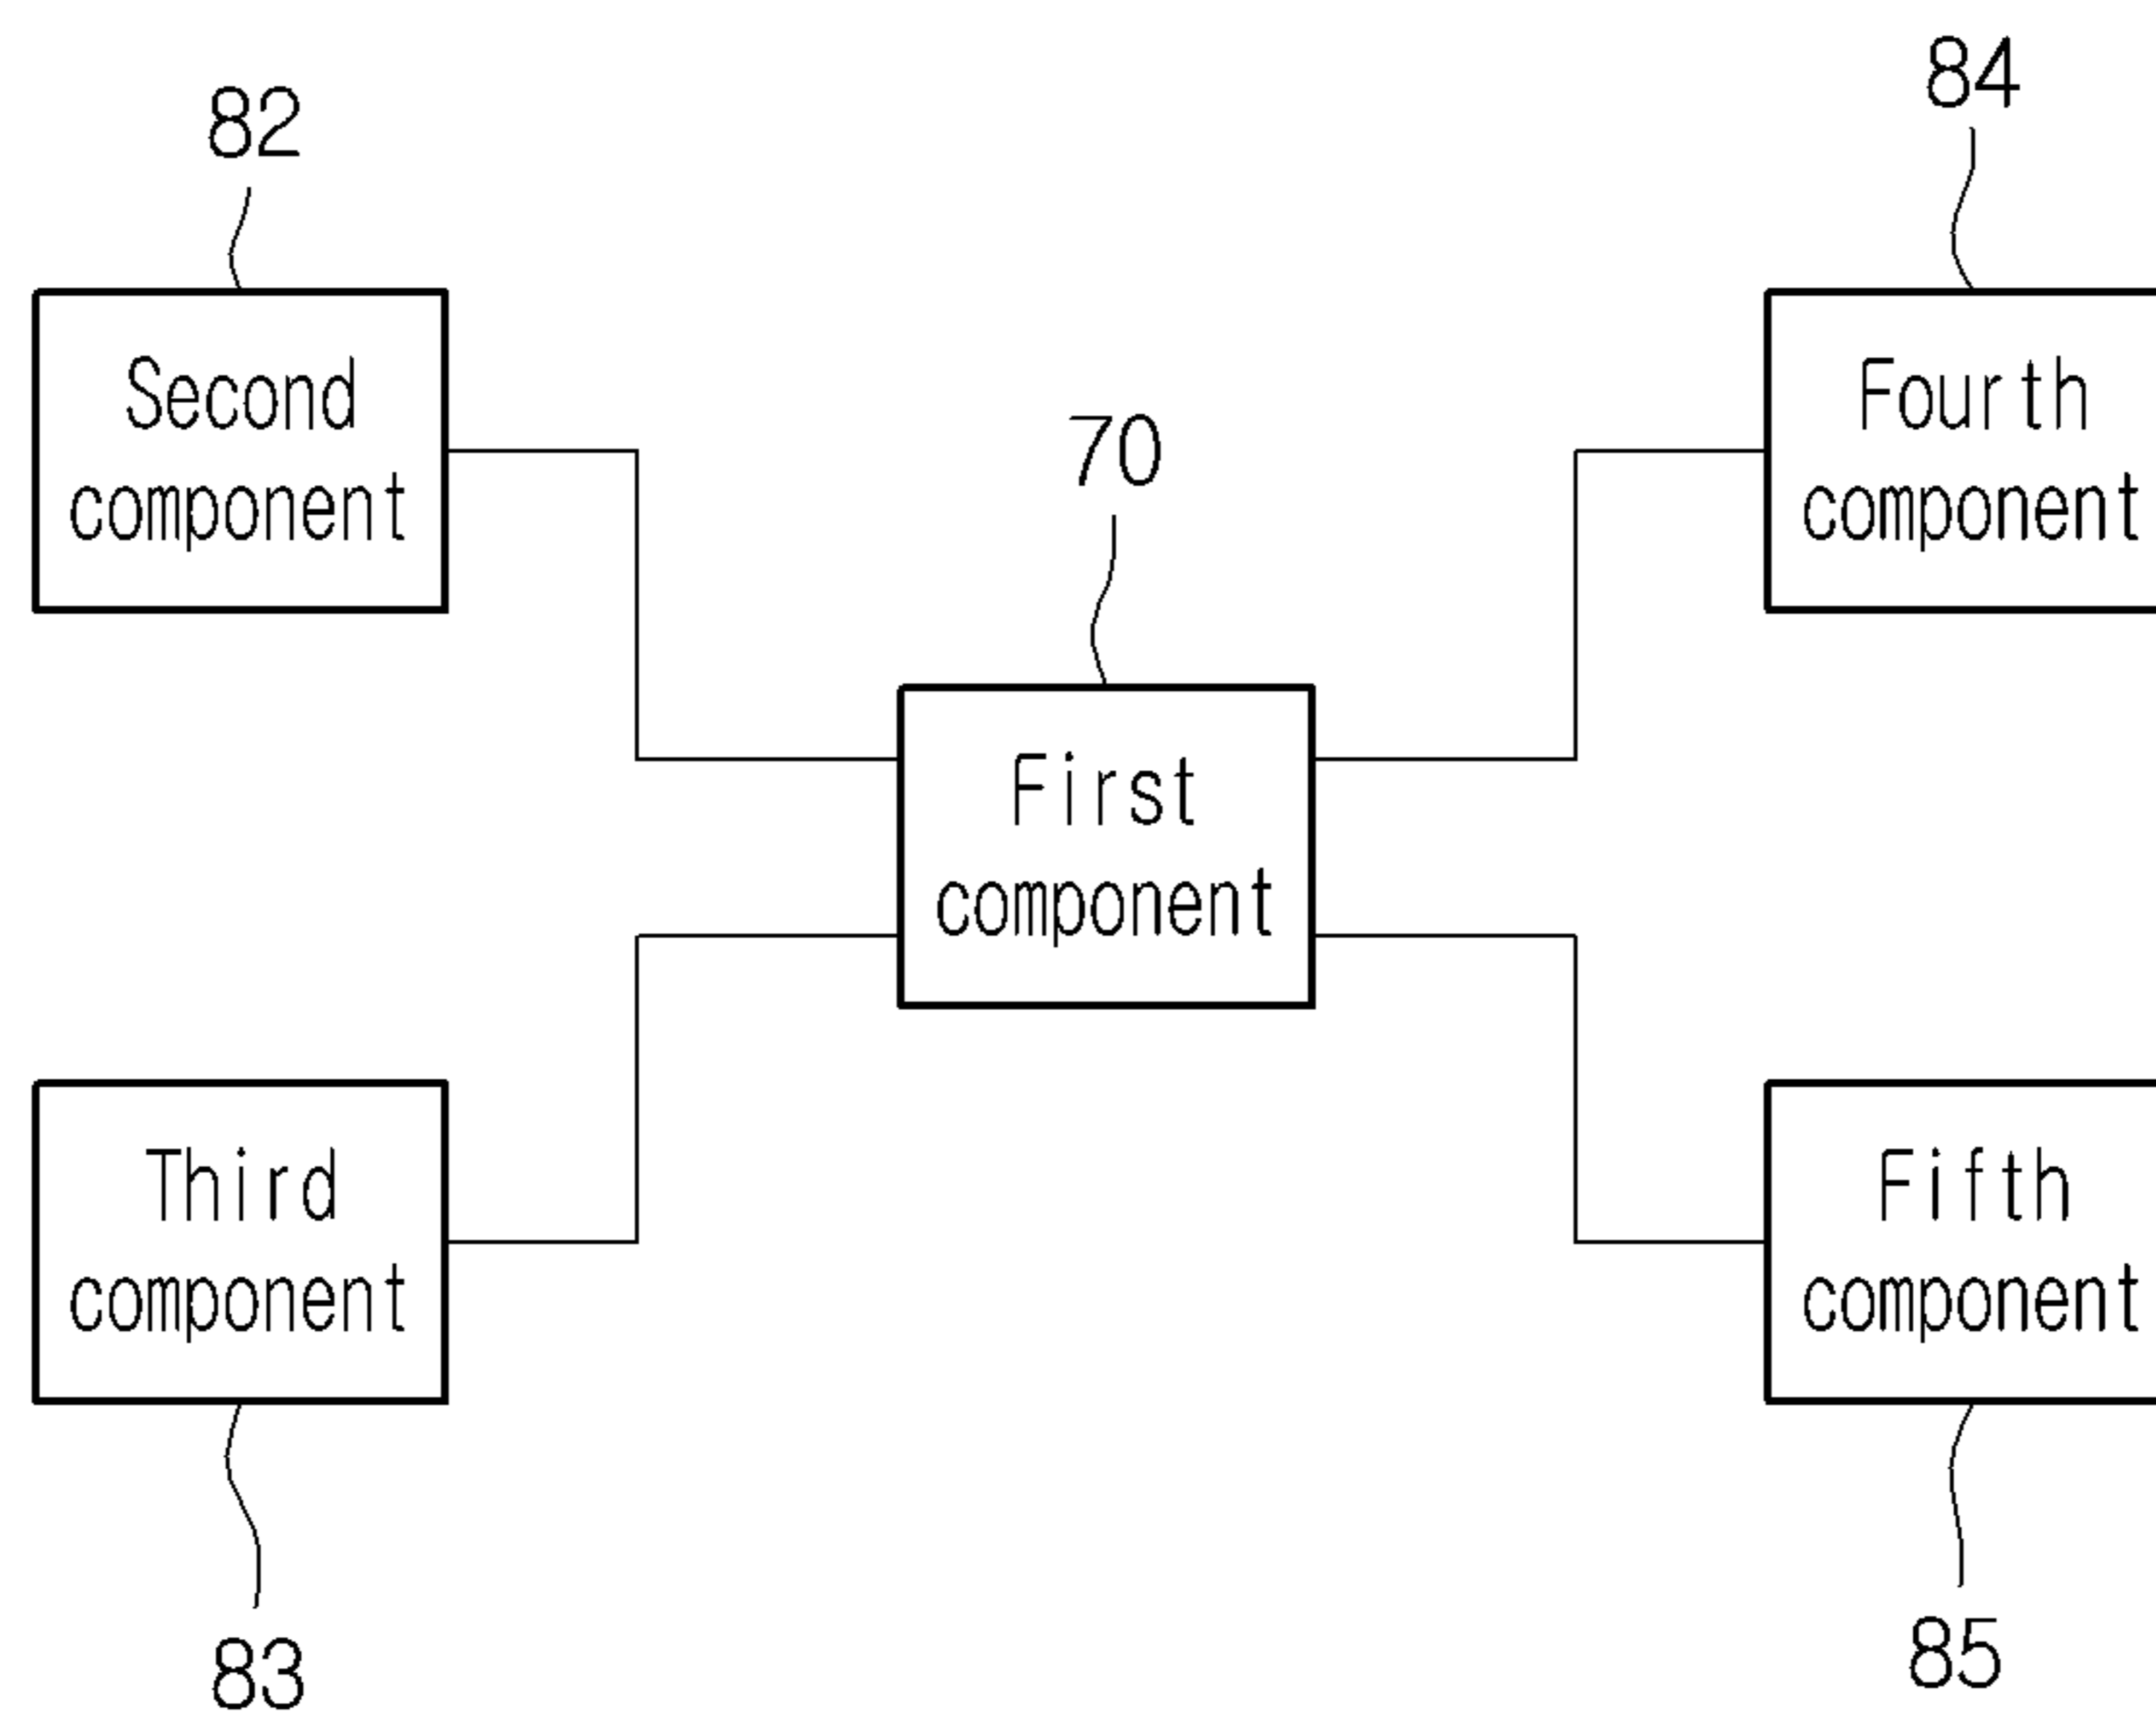 82
Second
component
84
Fourth
component
70
First
component
Third
component
83
Fifth
component
85